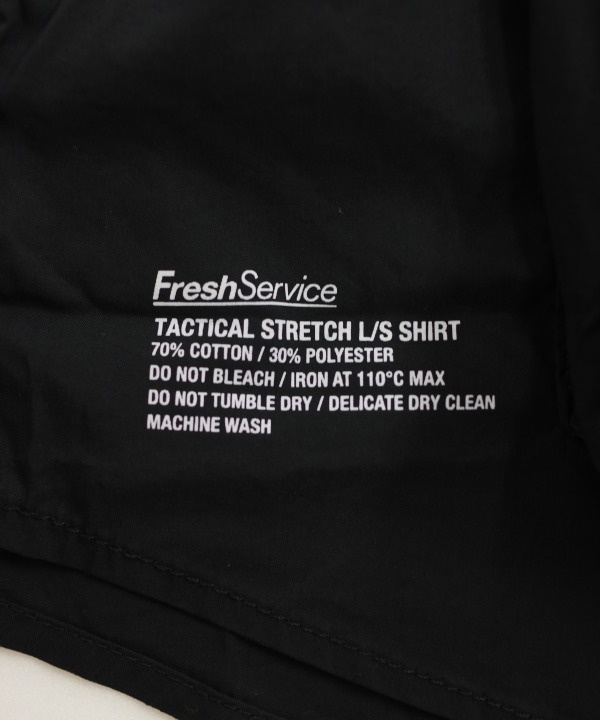 FreshService
TACTICAL STRETCH L/S SHIRT
70% COTTON / 30% POLYESTER
DO NOT BLEACH / IRON AT 110°C MAX
DO NOT TUMBLE DRY / DELICATE DRY CLEAN
MACHINE WASH